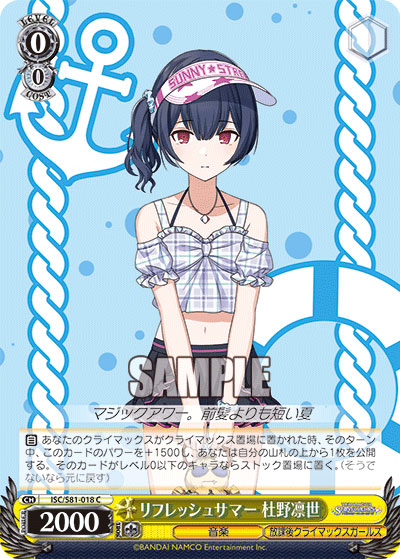 LEVEL
0
0
COST
SUNNY★STRE
SAMPLE
マジックアワー。前髪よりも短い夏
【自】 あなたのクライマックスがクライマックス置場に置かれた時、そのターン
中、このカードのパワーを+1500し、あなたは自分の山札の上から1枚を公開
する。そのカードがレベル0以下のキャラならストック置場に置く。(そうで
ないなら元に戻す)
CH
ISC/S81-018 C
2000
リフレッシュサマー 杜野凛世
音楽
放課後クライマックスガールズ
©BANDAI NAMCO Entertainment Inc.